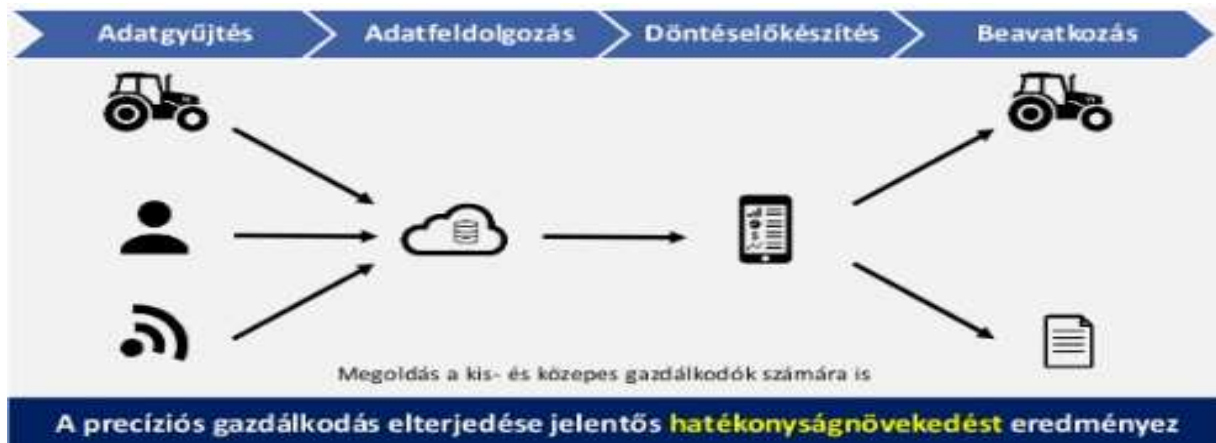 Adatgyűjtés
Adatfeldolgozás
Döntéselőkészítés
Beavatkozás
Megoldás a kis- és közepes gazdálkodók számára is
A precíziós gazdálkodás elterjedése jelentős hatékonyságnövekedést eredményez